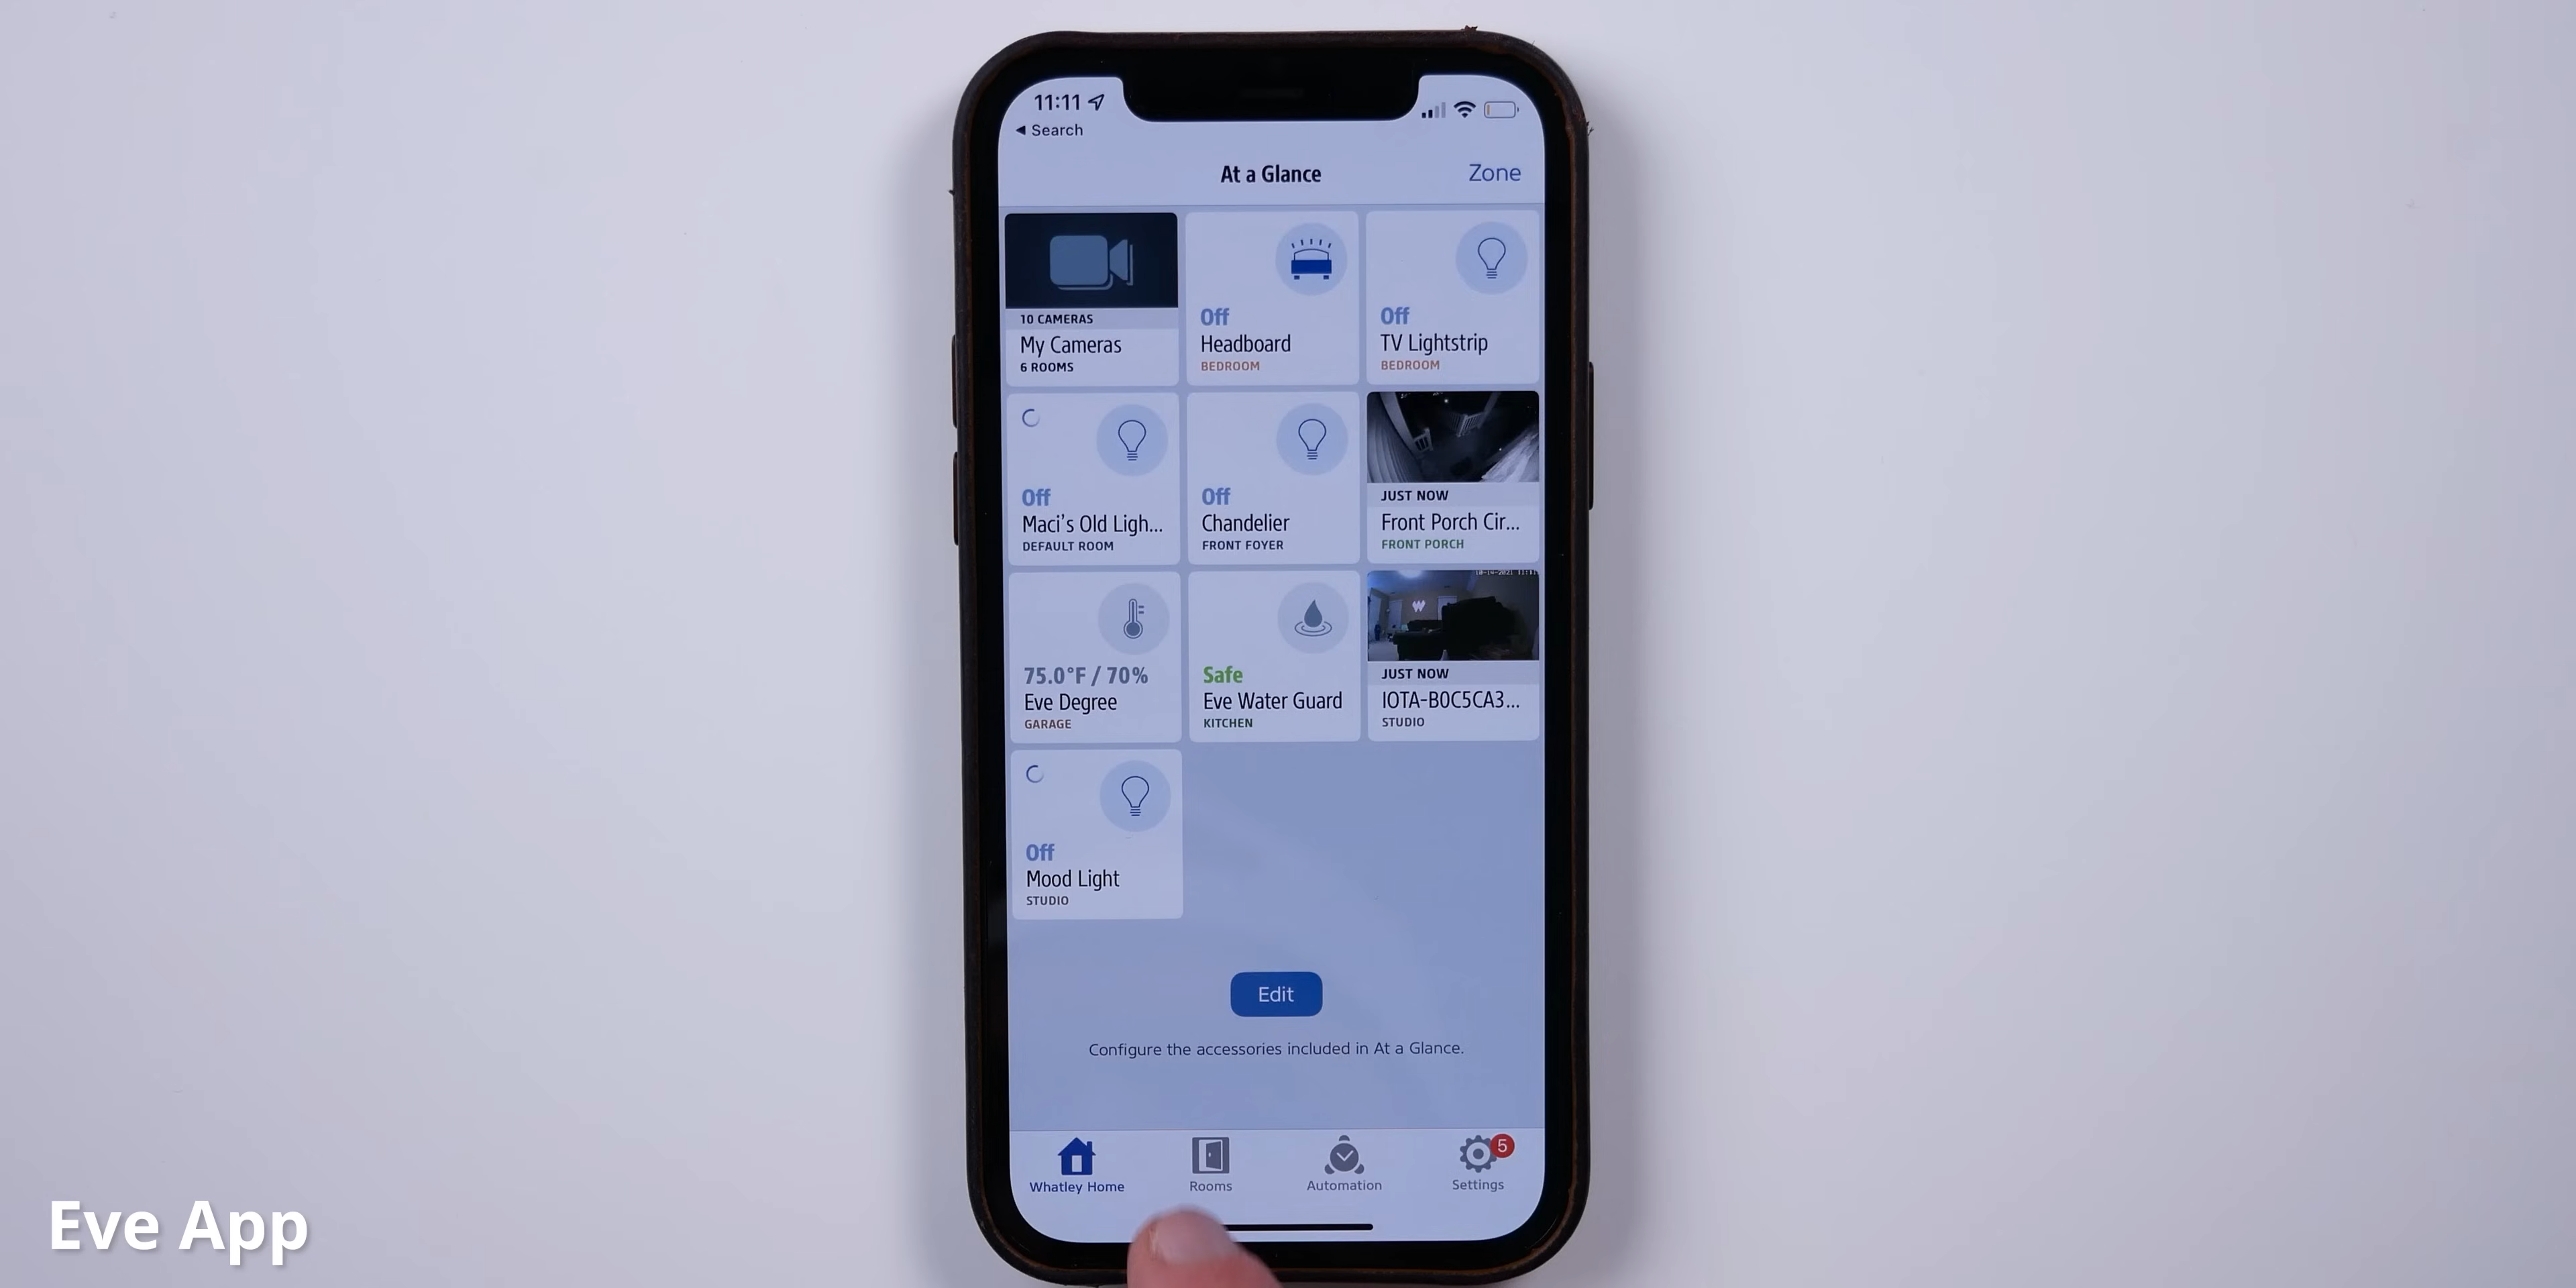 11:11
◀ Search
At a Glance
Zone
10 CAMERAS
My Cameras
6 ROOMS
Off
Headboard
BEDROOM
Off
TV Lightstrip
BEDROOM
Off
Maci's Old Ligh...
DEFAULT ROOM
Off
Chandelier
FRONT FOYER
JUST NOW
Front Porch Cir...
FRONT PORCH
75.0°F / 70%
Eve Degree
GARAGE
Safe
Eve Water Guard
KITCHEN
JUST NOW
IOTA-B0C5CA3...
STUDIO
Off
Mood Light
STUDIO
Edit
Configure the accessories included in At a Glance.
Whatley Home
Rooms
Automation
5
Settings
Eve App